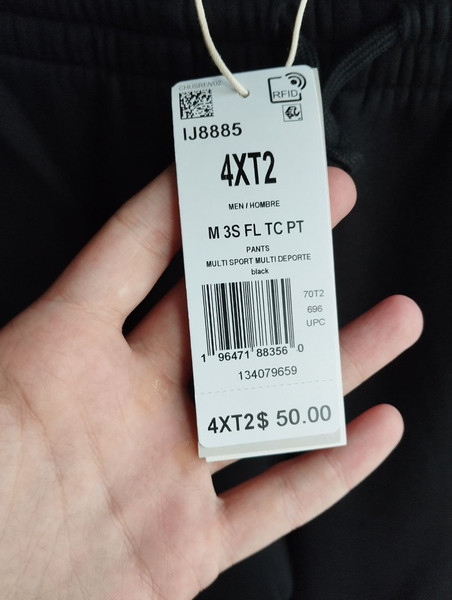 RFID
IJ8885
4XT2
MEN / HOMBRE
M 3S FL TC PT
PANTS
MULTI SPORT MULTI DEPORTE
black
70T2
696
UPC
1 96471 88356 0
134079659
4XT2 $ 50.00